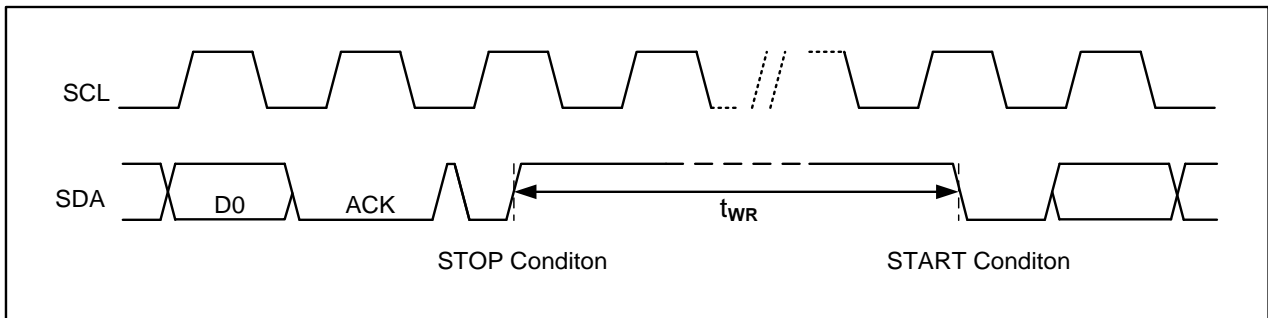 SCL
SDA
D0
ACK
tWR
STOP Conditon
START Conditon